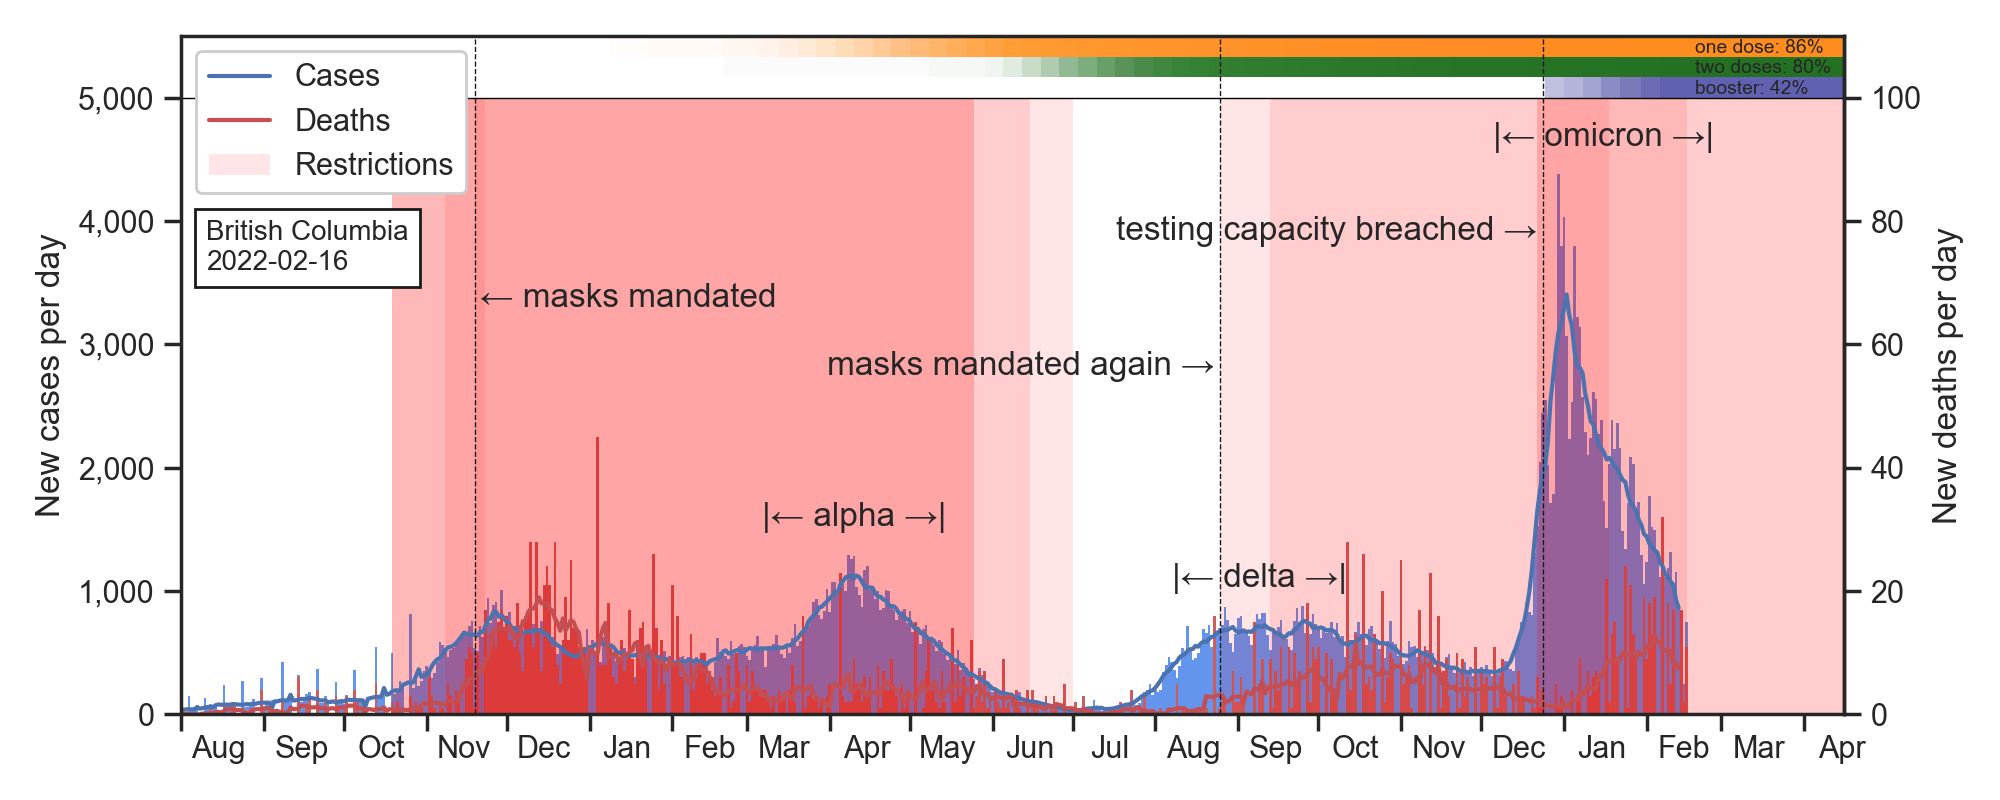 one dose: 86%
two doses: 80%
booster: 42%
Cases
Deaths
Restrictions
British Columbia
2022-02-16
|← omicron →|
testing capacity breached →
← masks mandated
masks mandated again →
|← alpha →|
|← delta →|
New cases per day
5,000
4,000
3,000
2,000
1,000
0
New deaths per day
100
80
60
40
20
0
Aug Sep Oct Nov Dec Jan Feb Mar Apr May Jun Jul Aug Sep Oct Nov Dec Jan Feb Mar Apr